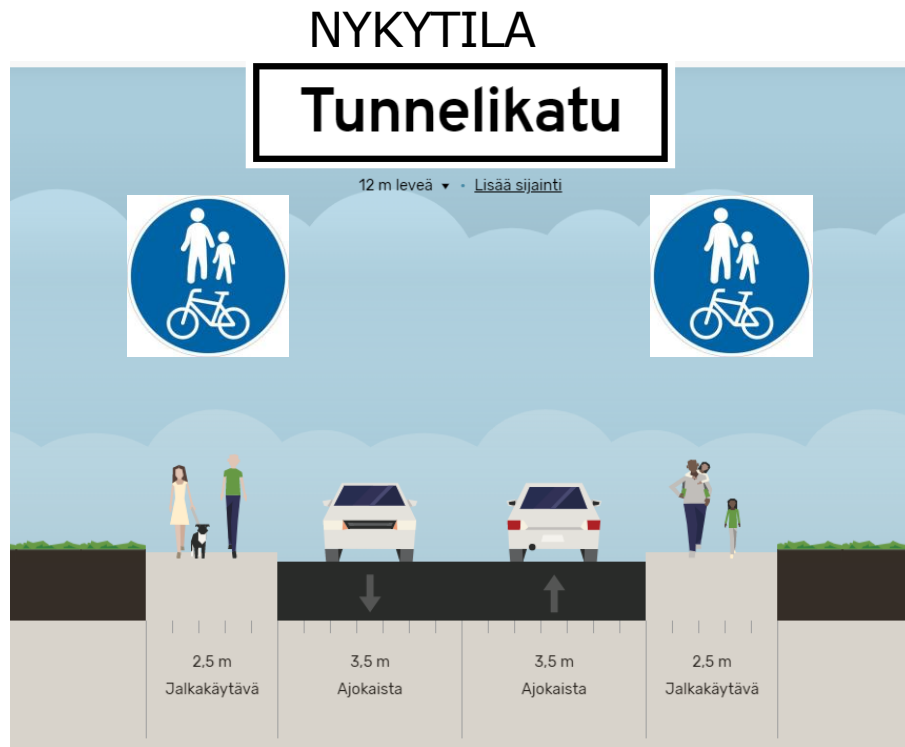 NYKYTILA
Tunnelikatu
12 m leveä ▾ · Lisää sijainti
2,5 m
Jalkakäytävä
3,5 m
Ajokaista
3,5 m
Ajokaista
2,5 m
Jalkakäytävä